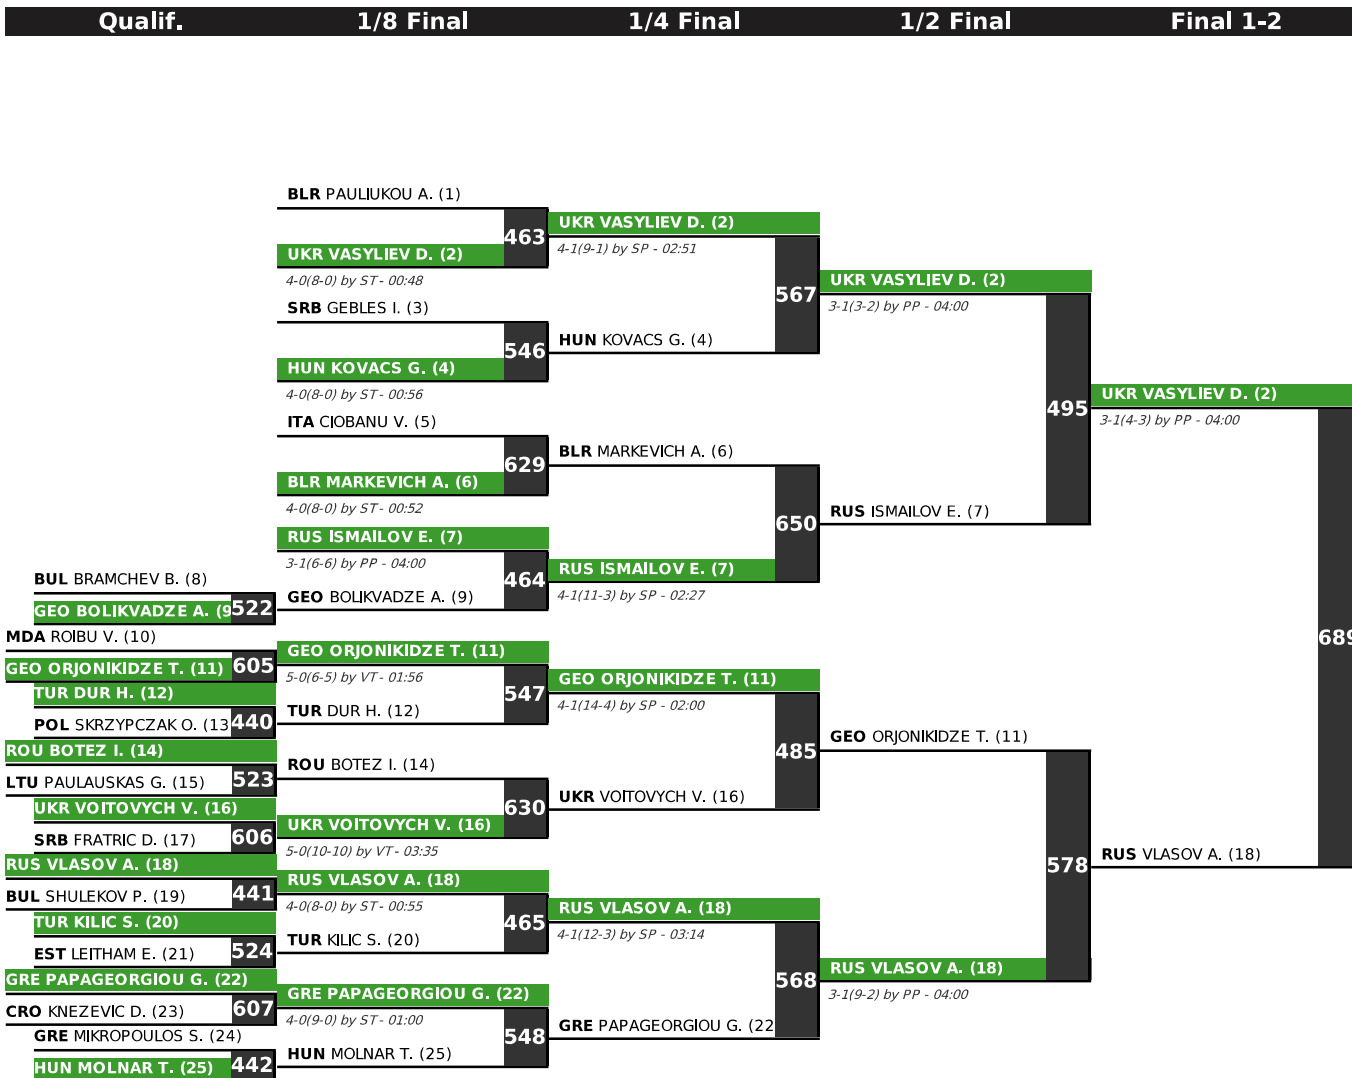 Qualif. 1/8 Final 1/4 Final 1/2 Final Final 1-2
BLR PAULIUKOU A. (1)
463
UKR VASYLIEV D. (2)
4-0(8-0) by ST - 00:48
SRB GEBLES I. (3)
546
HUN KOVACS G. (4)
4-0(8-0) by ST - 00:56
ITA CIOBANU V. (5)
629
BLR MARKEVICH A. (6)
4-0(8-0) by ST - 00:52
RUS ISMAILOV E. (7)
3-1(6-6) by PP - 04:00
464
GEO BOLIKVADZE A. (9)
BUL BRAMCHEV B. (8)
GEO BOLIKVADZE A. (9
522
MDA ROIBU V. (10)
GEO ORJONIKIDZE T. (11)
605
TUR DUR H. (12)
POL SKRZYPCZAK O. (13
440
ROU BOTEZ I. (14)
LTU PAULAUSKAS G. (15)
523
UKR VOITOVYCH V. (16)
SRB FRATRIC D. (17)
606
RUS VLASOV A. (18)
BUL SHULEKOV P. (19)
441
TUR KILIC S. (20)
EST LEITHAM E. (21)
524
GRE PAPAGEORGIOU G. (22)
CRO KNEZEVIC D. (23)
607
GRE MIKROPOULOS S. (24)
HUN MOLNAR T. (25)
442
GEO ORJONIKIDZE T. (11)
5-0(6-5) by VT - 01:56
547
TUR DUR H. (12)
ROU BOTEZ I. (14)
630
UKR VOITOVYCH V. (16)
5-0(10-10) by VT - 03:35
RUS VLASOV A. (18)
4-0(8-0) by ST - 00:55
465
TUR KILIC S. (20)
GRE PAPAGEORGIOU G. (22)
4-0(9-0) by ST - 01:00
548
HUN MOLNAR T. (25)
UKR VASYLIEV D. (2)
4-1(9-1) by SP - 02:51
567
HUN KOVACS G. (4)
BLR MARKEVICH A. (6)
650
RUS ISMAILOV E. (7)
4-1(11-3) by SP - 02:27
GEO ORJONIKIDZE T. (11)
4-1(14-4) by SP - 02:00
485
UKR VOITOVYCH V. (16)
RUS VLASOV A. (18)
4-1(12-3) by SP - 03:14
568
GRE PAPAGEORGIOU G. (22
UKR VASYLIEV D. (2)
3-1(3-2) by PP - 04:00
495
RUS ISMAILOV E. (7)
GEO ORJONIKIDZE T. (11)
578
RUS VLASOV A. (18)
3-1(9-2) by PP - 04:00
UKR VASYLIEV D. (2)
3-1(4-3) by PP - 04:00
689
RUS VLASOV A. (18)